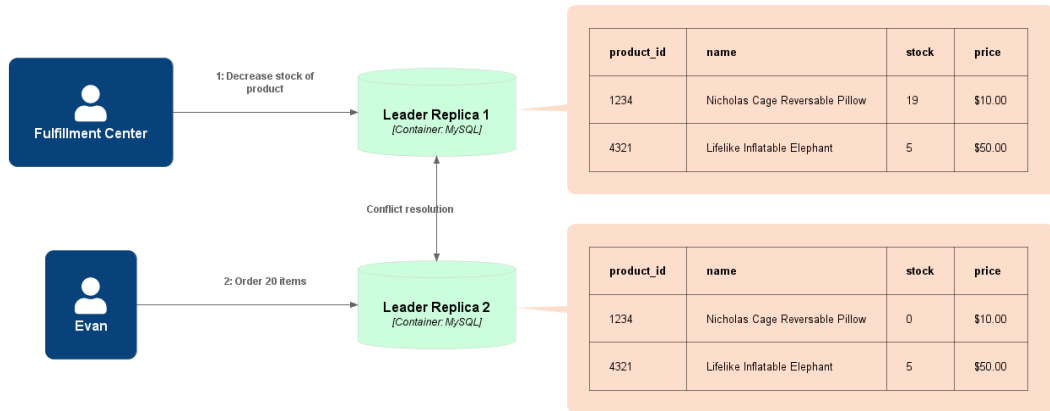 1: Decrease stock of
product
Fulfillment Center
Leader Replica 1
[Container: MySQL]
product_id name stock price
1234 Nicholas Cage Reversable Pillow 19 $10.00
4321 Lifelike Inflatable Elephant 5 $50.00
Conflict resolution
2: Order 20 items
Evan
Leader Replica 2
[Container: MySQL]
product_id name stock price
1234 Nicholas Cage Reversable Pillow 0 $10.00
4321 Lifelike Inflatable Elephant 5 $50.00